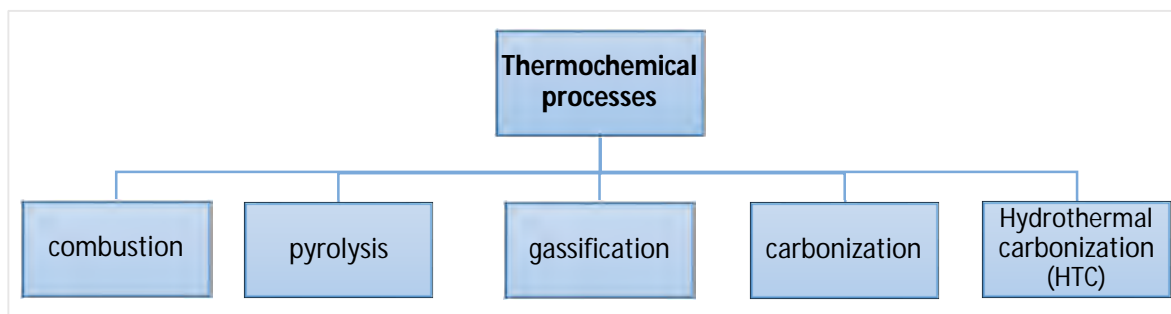 Thermochemical
processes
combustion
pyrolysis
gassification
carbonization
Hydrothermal
carbonization
(HTC)